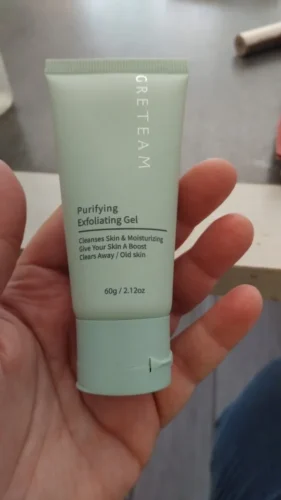 GRETEAM
Purifying
Exfoliating Gel
Cleanses Skin & Moisturizing
Give Your Skin A Boost
Clears Away / Old skin
60g / 2.12oz